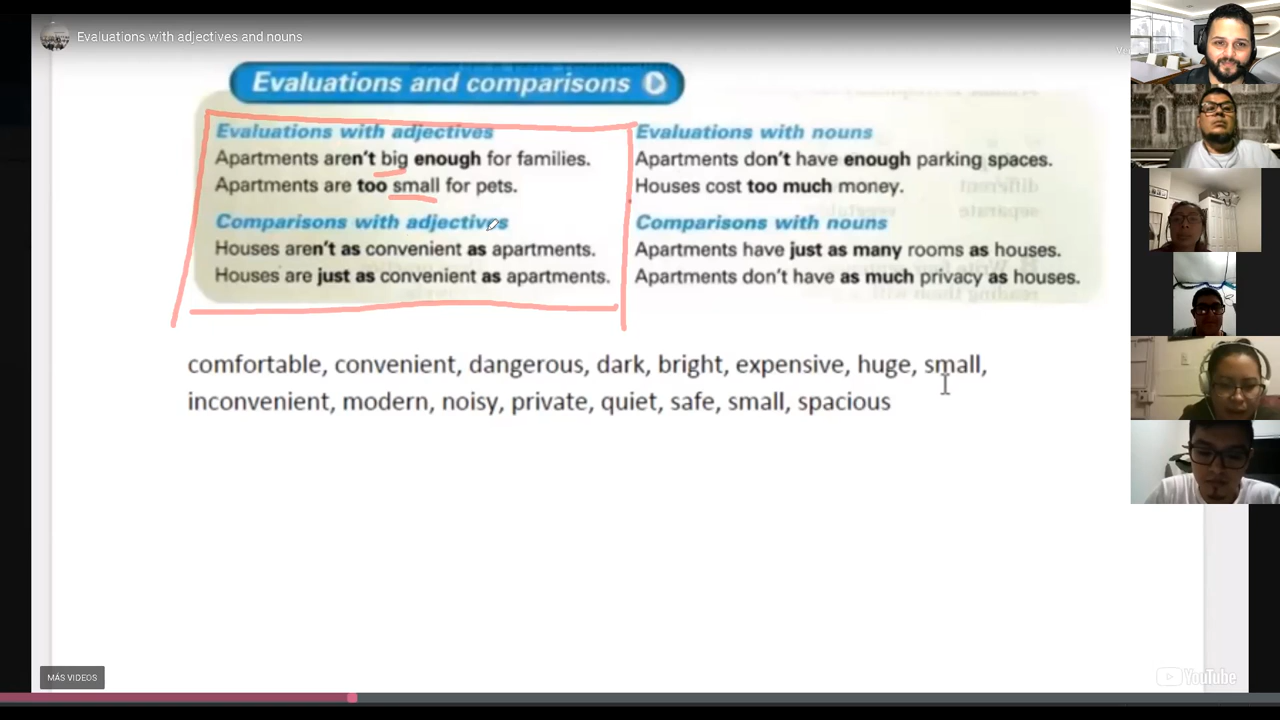 Evaluations with adjectives and nouns
Evaluations and comparisons
Evaluations with adjectives
Apartments aren't big enough for families.
Apartments are too small for pets.
Comparisons with adjectives
Houses aren't as convenient as apartments.
Houses are just as convenient as apartments.
Evaluations with nouns
Apartments don't have enough parking spaces.
Houses cost too much money.
Comparisons with nouns
Apartments have just as many rooms as houses.
Apartments don't have as much privacy as houses.
comfortable, convenient, dangerous, dark, bright, expensive, huge, small,
inconvenient, modern, noisy, private, quiet, safe, small, spacious
MÁS VIDEOS
YouTube